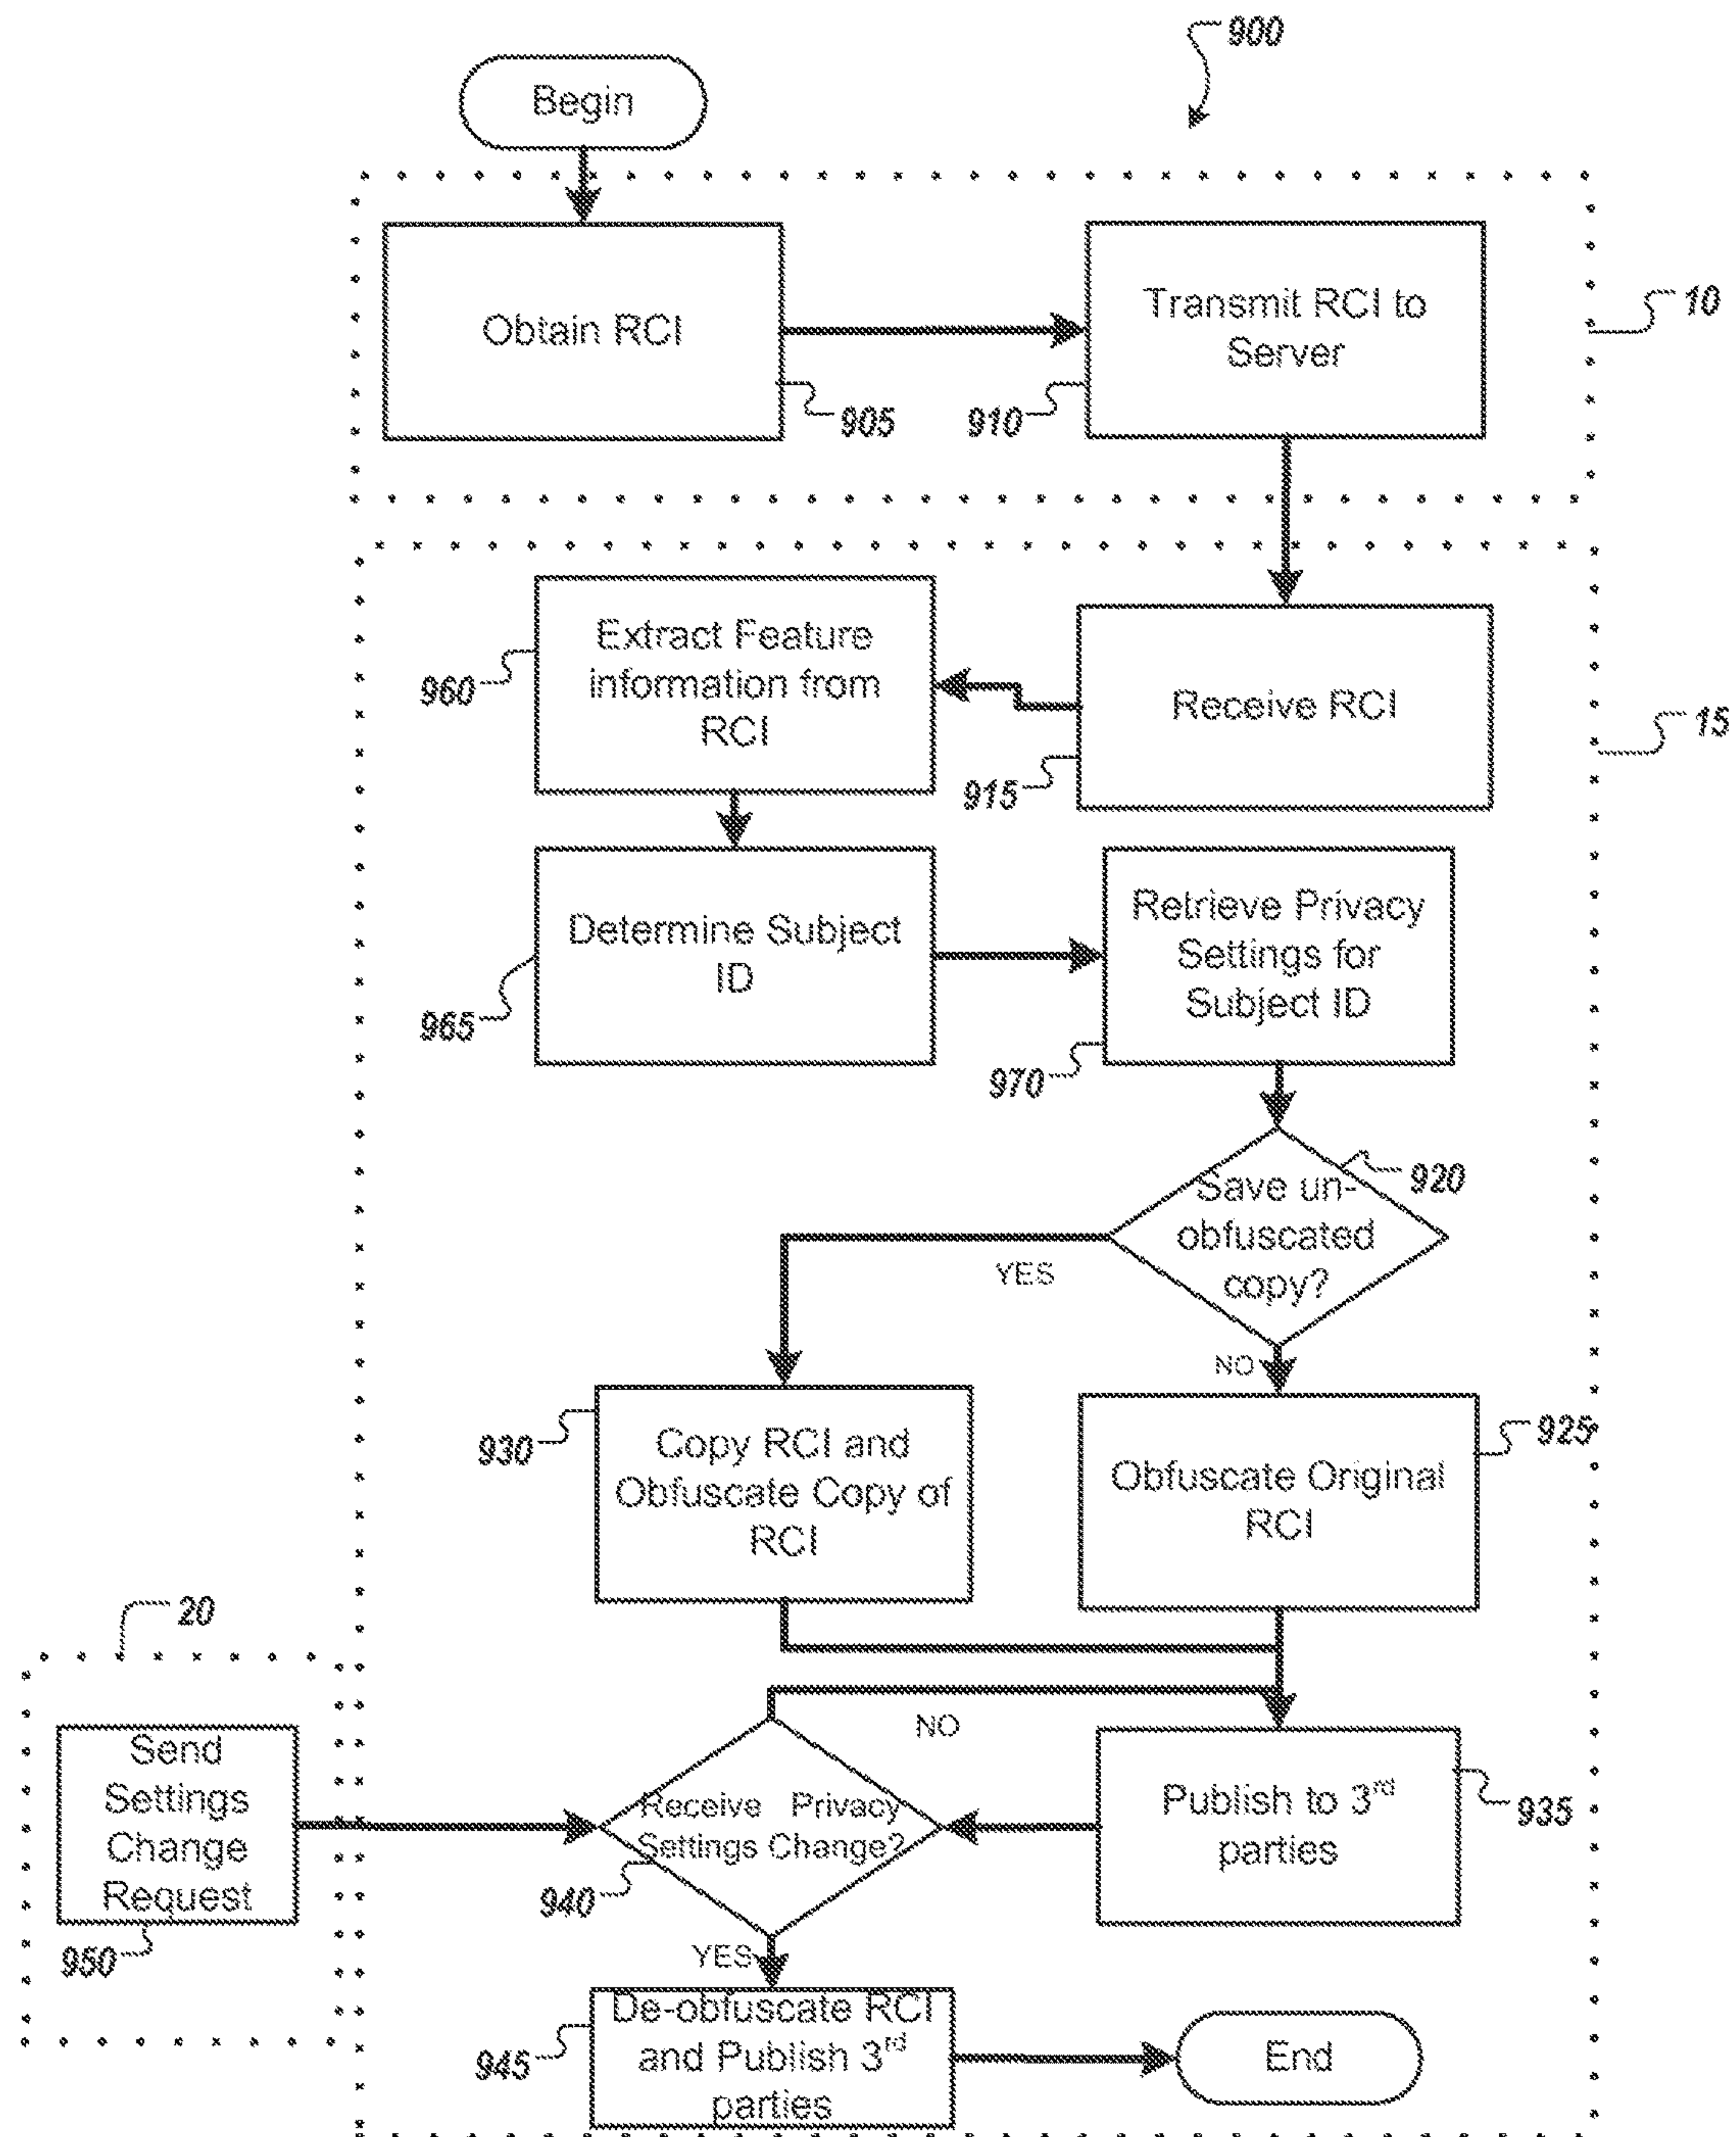 900
Begin
Obtain RCI
905
Transmit RCI to
Server
910
10
Extract Feature
information from
RCI
960
Receive RCI
915
15
Determine Subject
ID
965
Retrieve Privacy
Settings for
Subject ID
970
Save un-
obfuscated
copy?
920
YES
NO
Copy RCI and
Obfuscate Copy of
RCI
930
Obfuscate Original
RCI
925
20
Send
Settings
Change
Request
950
NO
Receive Privacy
Settings Change?
940
Publish to 3rd
parties
935
YES
De-obfuscate RCI
and Publish 3rd
parties
945
End